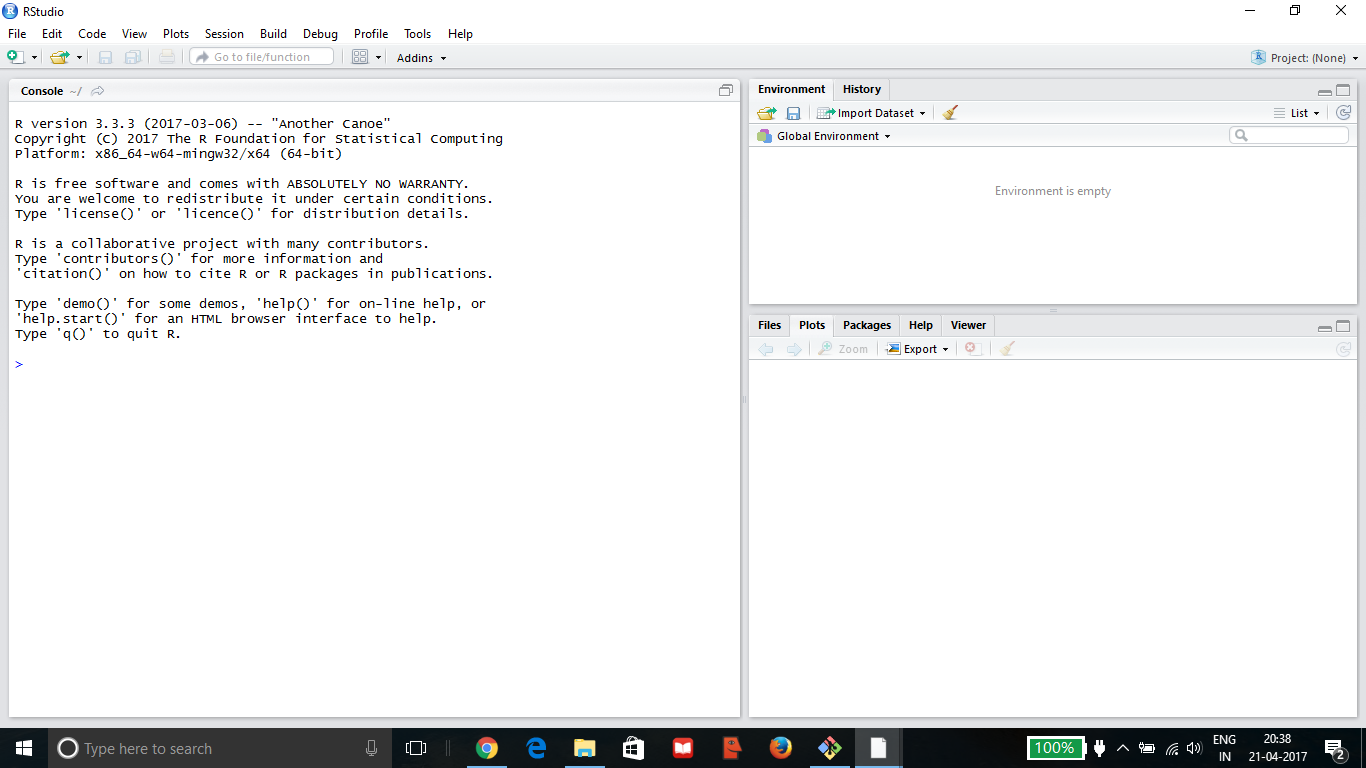 RStudio
File Edit Code View Plots Session Build Debug Profile Tools Help
Go to file/function Addins Project: (None)
Console ~/
R version 3.3.3 (2017-03-06) -- "Another Canoe"
Copyright (C) 2017 The R Foundation for Statistical Computing
Platform: x86_64-w64-mingw32/x64 (64-bit)
R is free software and comes with ABSOLUTELY NO WARRANTY.
You are welcome to redistribute it under certain conditions.
Type 'license()' or 'licence()' for distribution details.
R is a collaborative project with many contributors.
Type 'contributors()' for more information and
'citation()' on how to cite R or R packages in publications.
Type 'demo()' for some demos, 'help()' for on-line help, or
'help.start()' for an HTML browser interface to help.
Type 'q()' to quit R.
>
Environment History
Import Dataset List
Global Environment
Environment is empty
Files Plots Packages Help Viewer
Zoom Export
Type here to search
100%
ENG
IN
20:38
21-04-2017
2